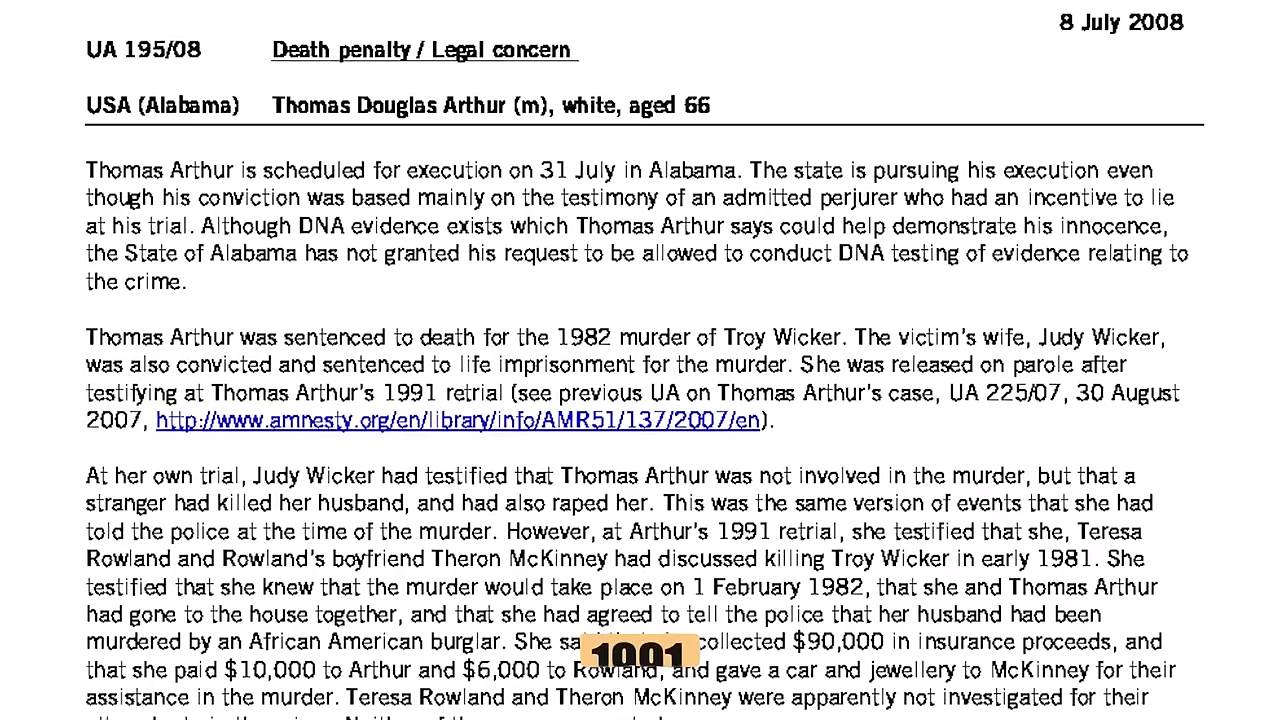 8 July 2008
UA 195/08 Death penalty / Legal concern
USA (Alabama) Thomas Douglas Arthur (m), white, aged 66
Thomas Arthur is scheduled for execution on 31 July in Alabama. The state is pursuing his execution even
though his conviction was based mainly on the testimony of an admitted perjurer who had an incentive to lie
at his trial. Although DNA evidence exists which Thomas Arthur says could help demonstrate his innocence,
the State of Alabama has not granted his request to be allowed to conduct DNA testing of evidence relating to
the crime.
Thomas Arthur was sentenced to death for the 1982 murder of Troy Wicker. The victim's wife, Judy Wicker,
was also convicted and sentenced to life imprisonment for the murder. She was released on parole after
testifying at Thomas Arthur's 1991 retrial (see previous UA on Thomas Arthur's case, UA 225/07, 30 August
2007, http://www.amnesty.org/en/library/info/AMR51/137/2007/en).
At her own trial, Judy Wicker had testified that Thomas Arthur was not involved in the murder, but that a
stranger had killed her husband, and had also raped her. This was the same version of events that she had
told the police at the time of the murder. However, at Arthur's 1991 retrial, she testified that she, Teresa
Rowland and Rowland's boyfriend Theron McKinney had discussed killing Troy Wicker in early 1981. She
testified that she knew that the murder would take place on 1 February 1982, that she and Thomas Arthur
had gone to the house together, and that she had agreed to tell the police that her husband had been
murdered by an African American burglar. She collected $90,000 in insurance proceeds, and
that she paid $10,000 to Arthur and $6,000 to Rowland, and gave a car and jewellery to McKinney for their
assistance in the murder. Teresa Rowland and Theron McKinney were apparently not investigated for their